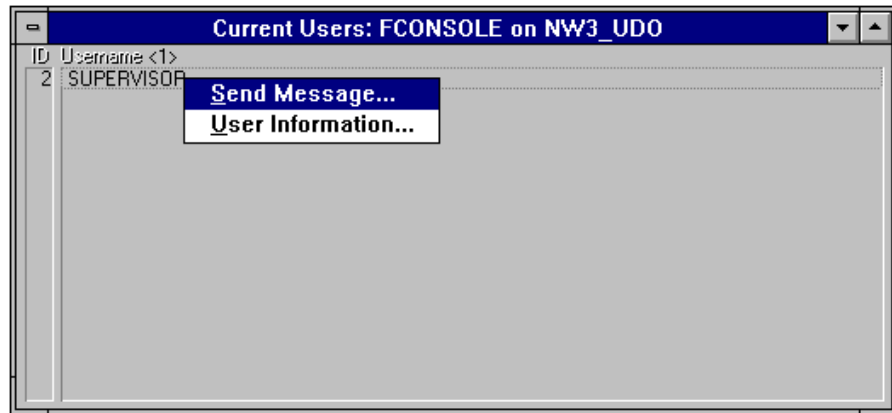 Current Users: FCONSOLE on NW3_UDO
ID Username <1>
2 SUPERVISOR
Send Message...
User Information...